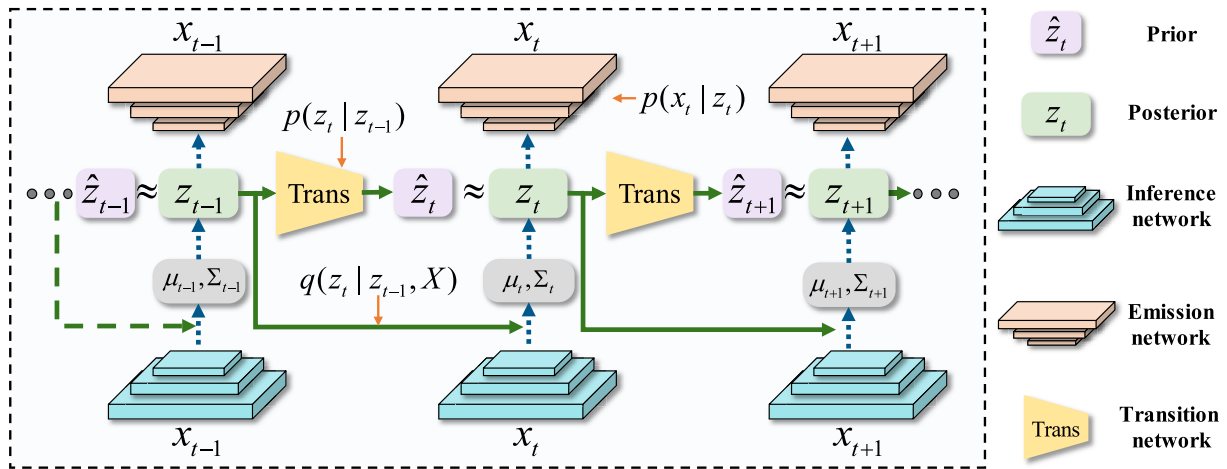 x_{t-1} x_t x_{t+1}
p(z_t | z_{t-1}) p(x_t | z_t)
ẑ_{t-1} ≈ z_{t-1} Trans ẑ_t ≈ z_t Trans ẑ_{t+1} ≈ z_{t+1}
μ_{t-1}, Σ_{t-1} q(z_t | z_{t-1}, X) μ_t, Σ_t μ_{t+1}, Σ_{t+1}
x_{t-1} x_t x_{t+1}
ẑ_t Prior
z_t Posterior
Inference
network
Emission
network
Trans Transition
network